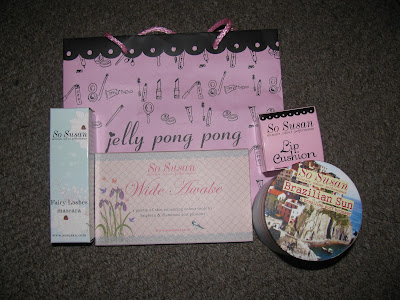 jelly pong pong
So Susan
Fairy Lashes
mascara
So Susan
Wide Awake
So Susan
Lip
Cushion
So Susan
Brazilian Sun